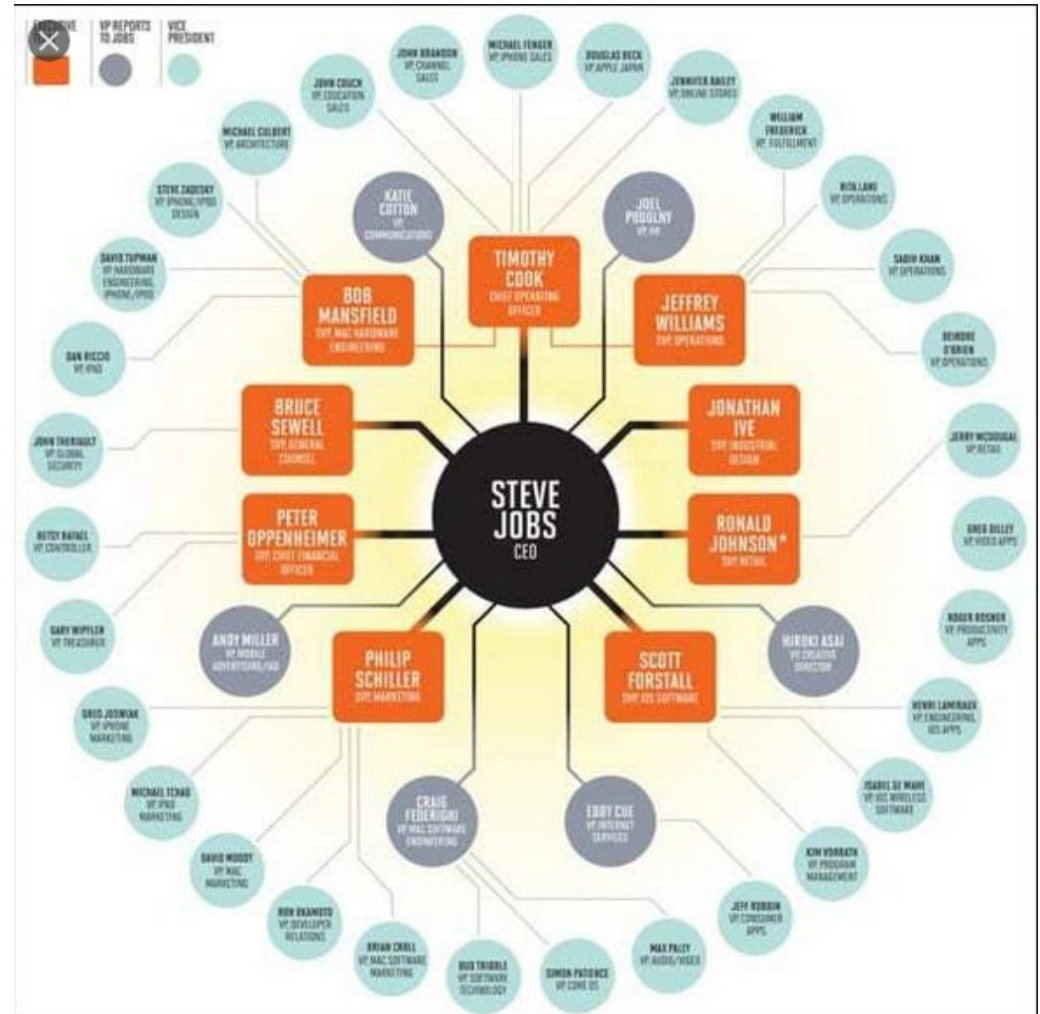 EXECUTIVE
VP REPORTS
TO JOBS
VICE
PRESIDENT
MICHAEL FENGER
VP, IPHONE SALES
DOUGLAS BECK
VP, APPLE JAPAN
JOHN BRANDON
VP, CHANNEL
SALES
JENNIFER BAILEY
VP, ONLINE STORES
JOHN COUCH
VP, EDUCATION
SALES
WILLIAM
FREDERICK
VP, FULFILLMENT
MICHAEL CULBERT
VP, ARCHITECTURE
RITA LANE
VP, OPERATIONS
STEVE ZADESKY
VP, IPHONE/IPOD
DESIGN
KATIE
COTTON
VP,
COMMUNICATIONS
JOEL
PODOLNY
VP, HR
SABIH KHAN
VP, OPERATIONS
DAVID TUPMAN
VP, HARDWARE
ENGINEERING,
IPHONE/IPOD
TIMOTHY
COOK
CHIEF OPERATING
OFFICER
BOB
MANSFIELD
SVP, MAC HARDWARE
ENGINEERING
JEFFREY
WILLIAMS
SVP, OPERATIONS
DEIRDRE
O'BRIEN
VP, OPERATIONS
DAN RICCIO
VP, IPAD
BRUCE
SEWELL
SVP, GENERAL
COUNSEL
JONATHAN
IVE
SVP, INDUSTRIAL
DESIGN
JOHN THERIAULT
VP, GLOBAL
SECURITY
JERRY MCDOUGAL
VP, RETAIL
STEVE
JOBS
CEO
PETER
OPPENHEIMER
SVP, CHIEF FINANCIAL
OFFICER
RONALD
JOHNSON*
SVP, RETAIL
BETSY RAFAEL
VP, CONTROLLER
GREG GILLEY
VP, VIDEO APPS
GARY WIPFLER
VP, TREASURER
ANDY MILLER
VP, MOBILE
ADVERTISING/IAD
HIROKI ASAI
VP, CREATIVE
DIRECTOR
ROGER ROSNER
VP, PRODUCTIVITY
APPS
PHILIP
SCHILLER
SVP, MARKETING
SCOTT
FORSTALL
SVP, IOS SOFTWARE
GREG JOSWIAK
VP, IPHONE
MARKETING
HENRI LAMIRAUX
VP, ENGINEERING,
IOS APPS
MICHAEL TCHAO
VP, IPAD
MARKETING
CRAIG
FEDERIGHI
VP, MAC SOFTWARE
ENGINEERING
EDDY CUE
VP, INTERNET
SERVICES
ISABEL GE MAHE
VP, IOS WIRELESS
SOFTWARE
DAVID MOODY
VP, MAC
MARKETING
KIM VORRATH
VP, PROGRAM
MANAGEMENT
RON OKAMOTO
VP, DEVELOPER
RELATIONS
JEFF ROBBIN
VP, CONSUMER
APPS
BRIAN CROLL
VP, MAC SOFTWARE
MARKETING
BUD TRIBBLE
VP, SOFTWARE
TECHNOLOGY
SIMON PATIENCE
VP, CORE OS
MAX PALEY
VP, AUDIO/VIDEO